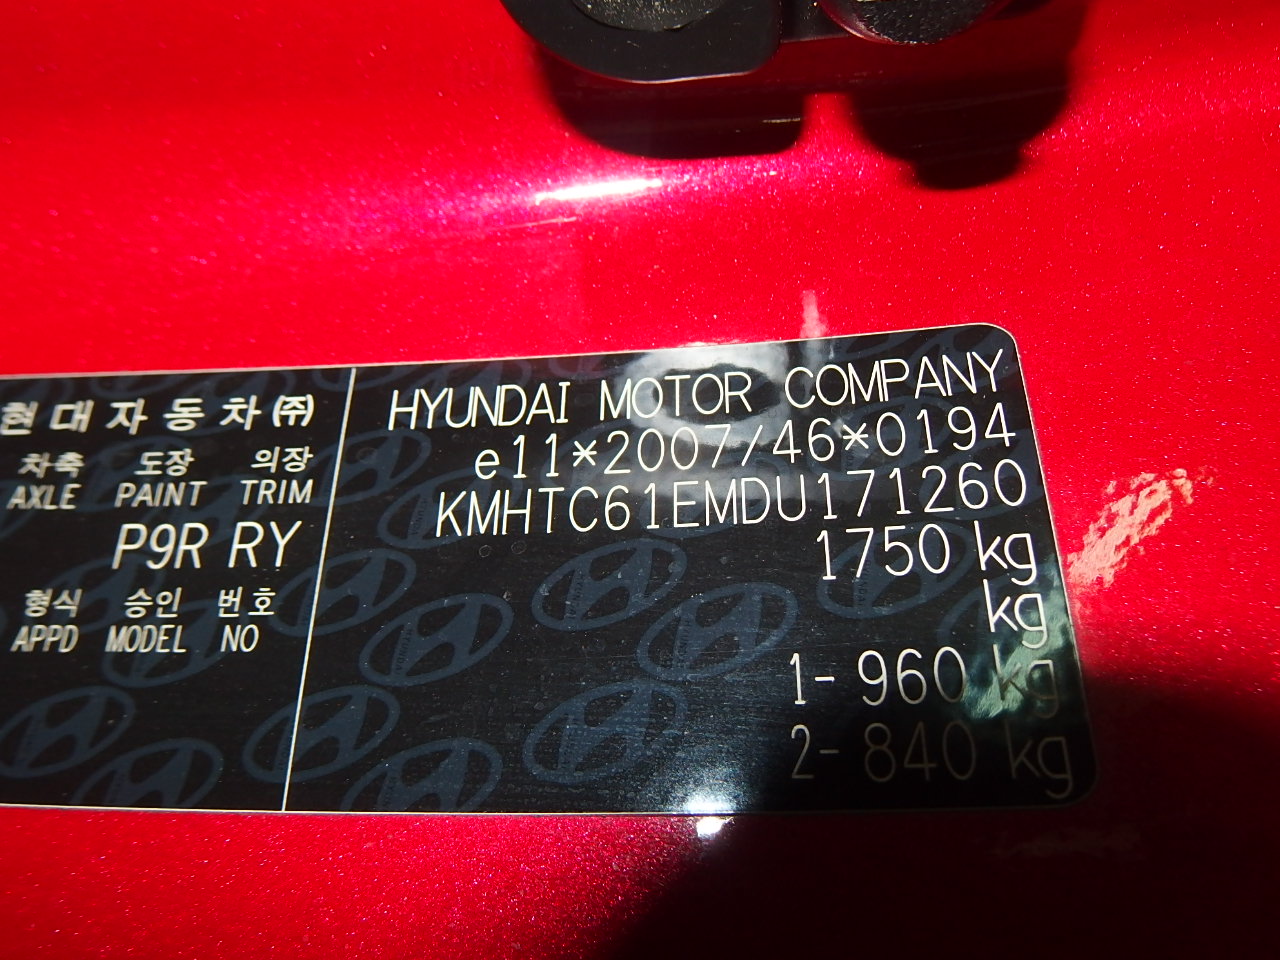 현대자동차(주)
차축 도장 의장
AXLE PAINT TRIM
P9R RY
형식 승인 번호
APPD MODEL NO
HYUNDAI MOTOR COMPANY
e11*2007/46*0194
KMHTC61EMDU171260
1750 kg
kg
1- 960 kg
2- 840 kg